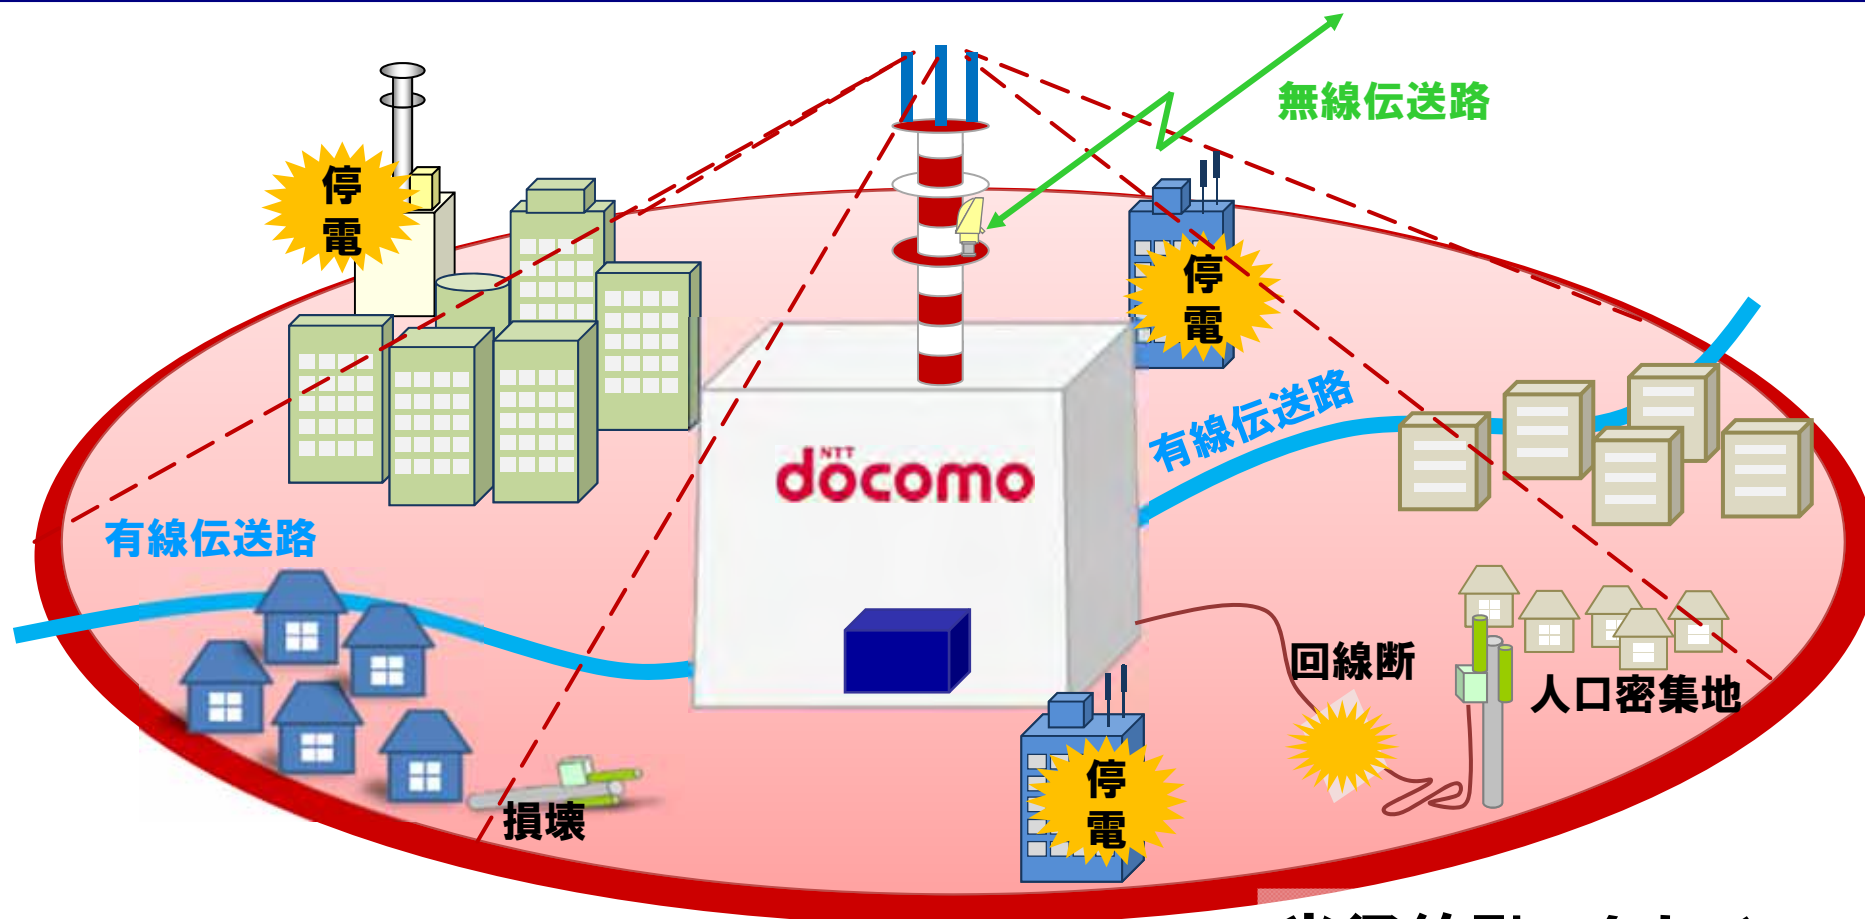 無線伝送路
停
電
停
電
有線伝送路
NTT
docomo
有線伝送路
回線断
人口密集地
停
電
損壊